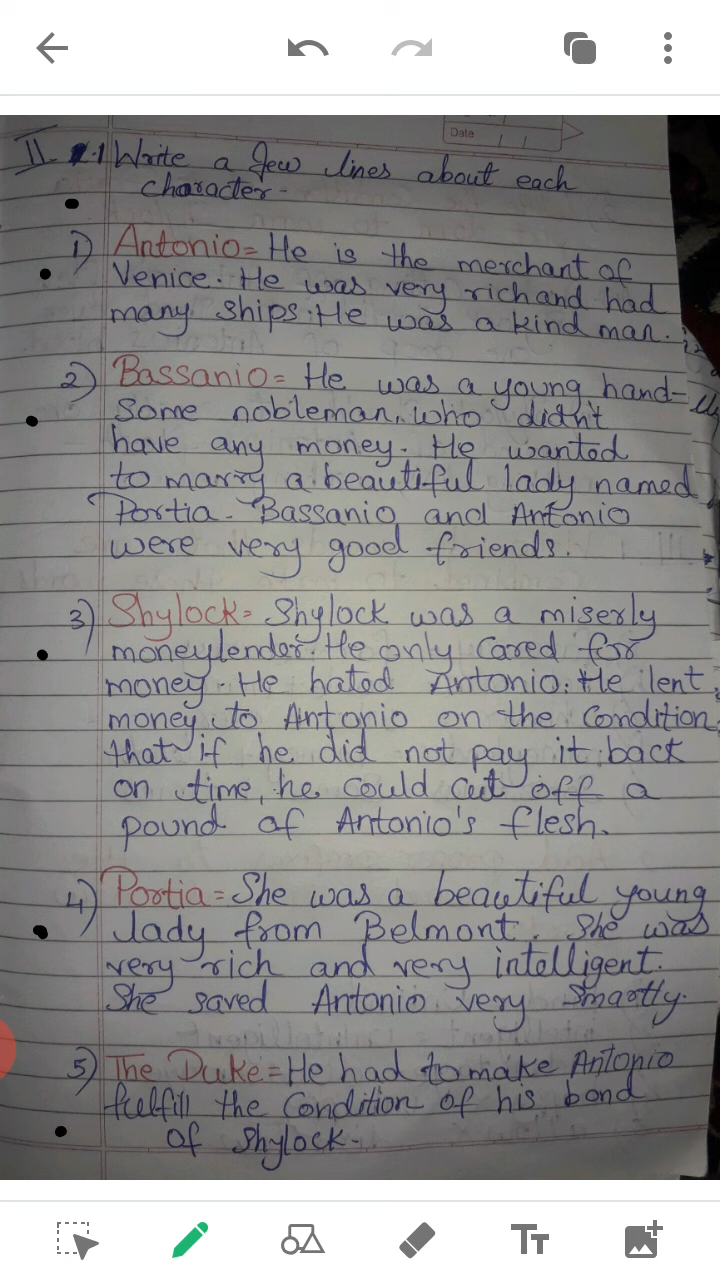 Date
II. 1 Write a few lines about each
character-
1) Antonio= He is the merchant of
Venice. He was very rich and had
many ships. He was a kind man.
2) Bassanio= He was a young hand-
some nobleman, who didn't
have any money. He wanted
to marry a beautiful lady named
Portia. Bassanio and Antonio
were very good friends.
3) Shylock= Shylock was a miserly
moneylender. He only cared for
money. He hated Antonio. He lent
money to Antonio on the condition
that if he did not pay it back
on time, he could cut off a
pound of Antonio's flesh.
4) Portia= She was a beautiful young
lady from Belmont. She was
very rich and very intelligent.
She saved Antonio very smartly.
5) The Duke= He had to make Antonio
fulfill the condition of his bond
of Shylock.
TT